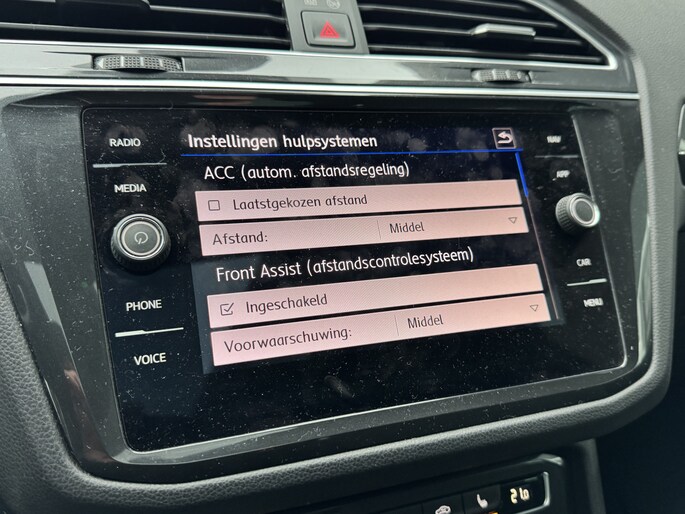 RADIO
MEDIA
PHONE
VOICE
Instellingen hulpsystemen
ACC (autom. afstandsregeling)
Laatstgekozen afstand
Afstand: Middel
Front Assist (afstandscontrolesysteem)
Ingeschakeld
Voorwaarschuwing: Middel
NAV
APP
CAR
MENU